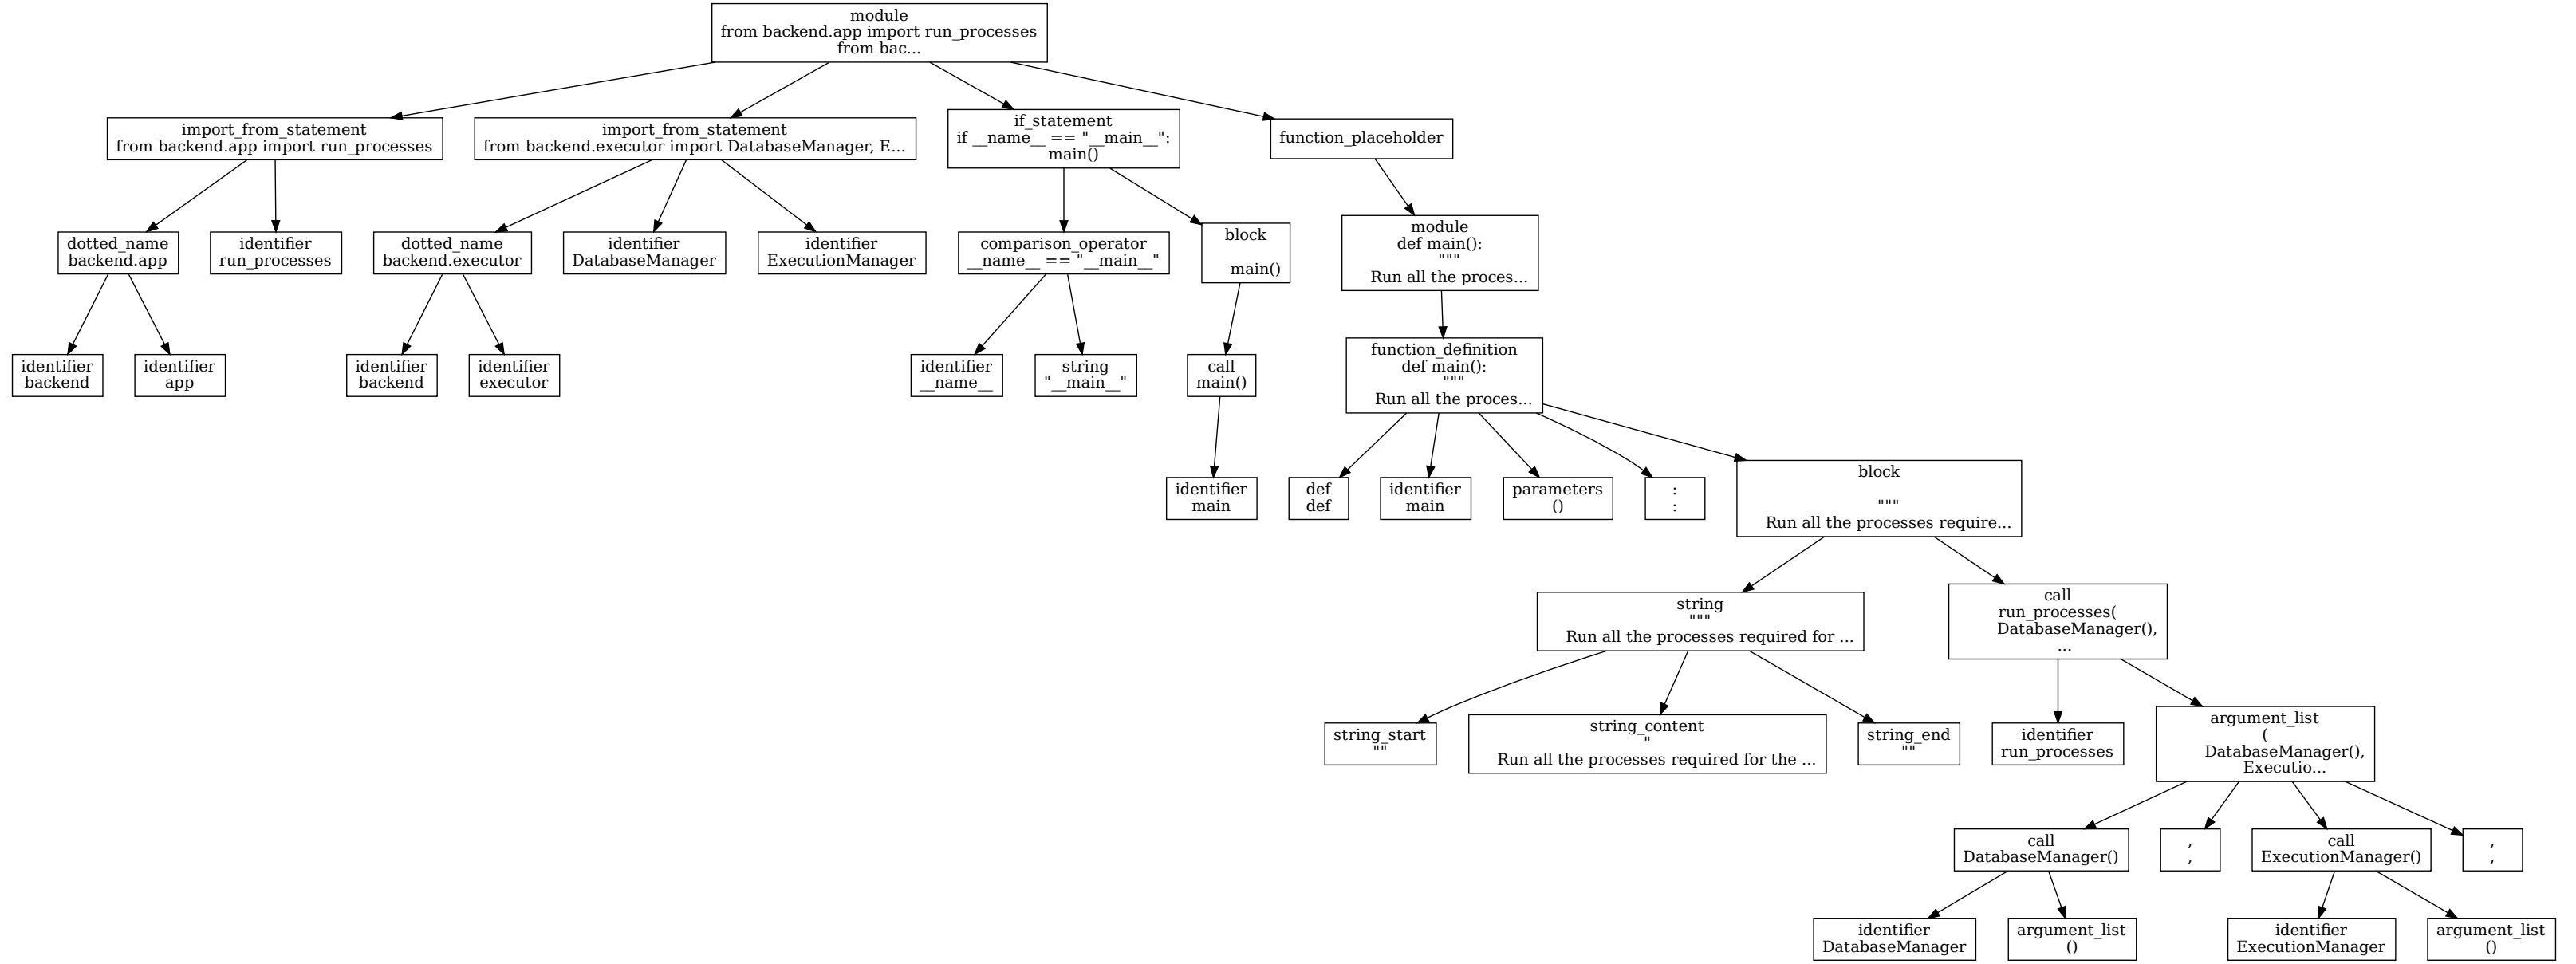 module
from backend.app import run_processes
from bac...
import_from_statement
from backend.app import run_processes
import_from_statement
from backend.executor import DatabaseManager, E...
if_statement
if __name__ == "__main__":
main()
function_placeholder
dotted_name
backend.app
identifier
run_processes
dotted_name
backend.executor
identifier
DatabaseManager
identifier
ExecutionManager
comparison_operator
__name__ == "__main__"
block
main()
module
def main():
"""
Run all the proces...
identifier
backend
identifier
app
identifier
backend
identifier
executor
identifier
__name__
string
"__main__"
call
main()
function_definition
def main():
"""
Run all the proces...
identifier
main
def
def
identifier
main
parameters
()
:
:
block
"""
Run all the processes require...
string
"""
Run all the processes required for ...
call
run_processes(
DatabaseManager(),
...
string_start
""
string_content
"
Run all the processes required for the ...
string_end
""
identifier
run_processes
argument_list
(
DatabaseManager(),
Executio...
call
DatabaseManager()
,
,
call
ExecutionManager()
,
,
identifier
DatabaseManager
argument_list
()
identifier
ExecutionManager
argument_list
()